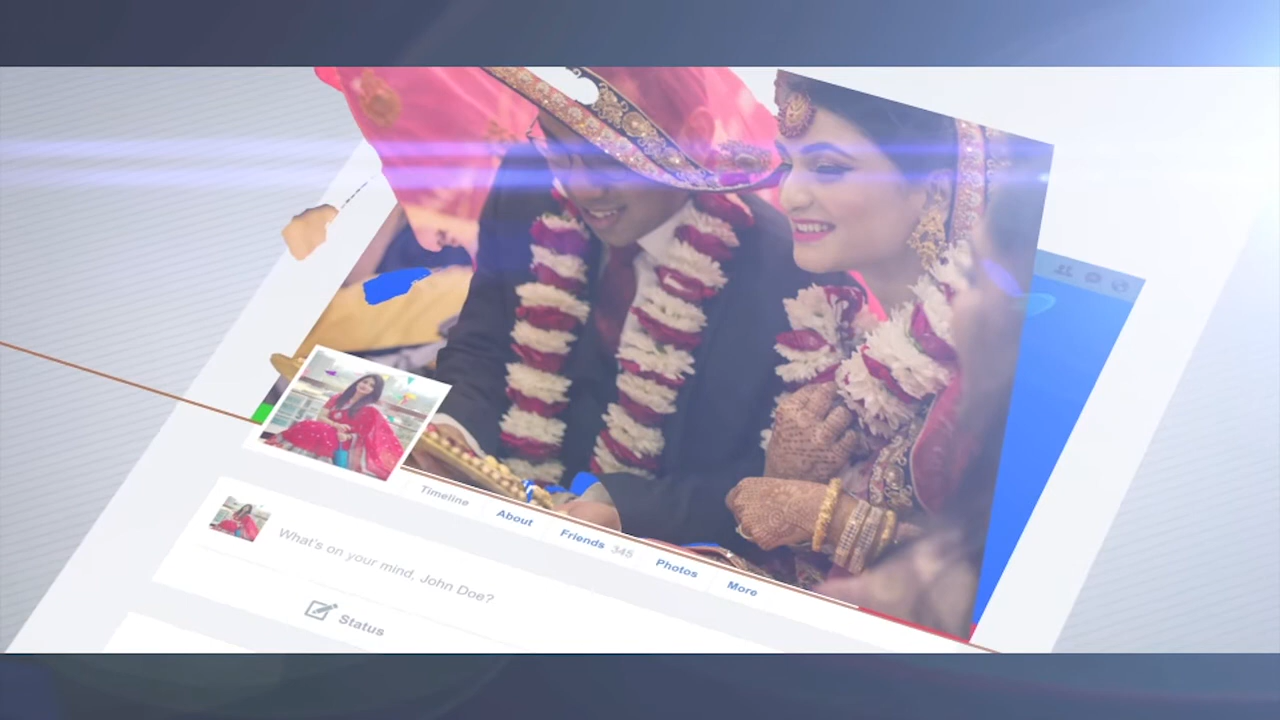 Timeline
About
Friends 345
Photos
More
What's on your mind, John Doe?
Status